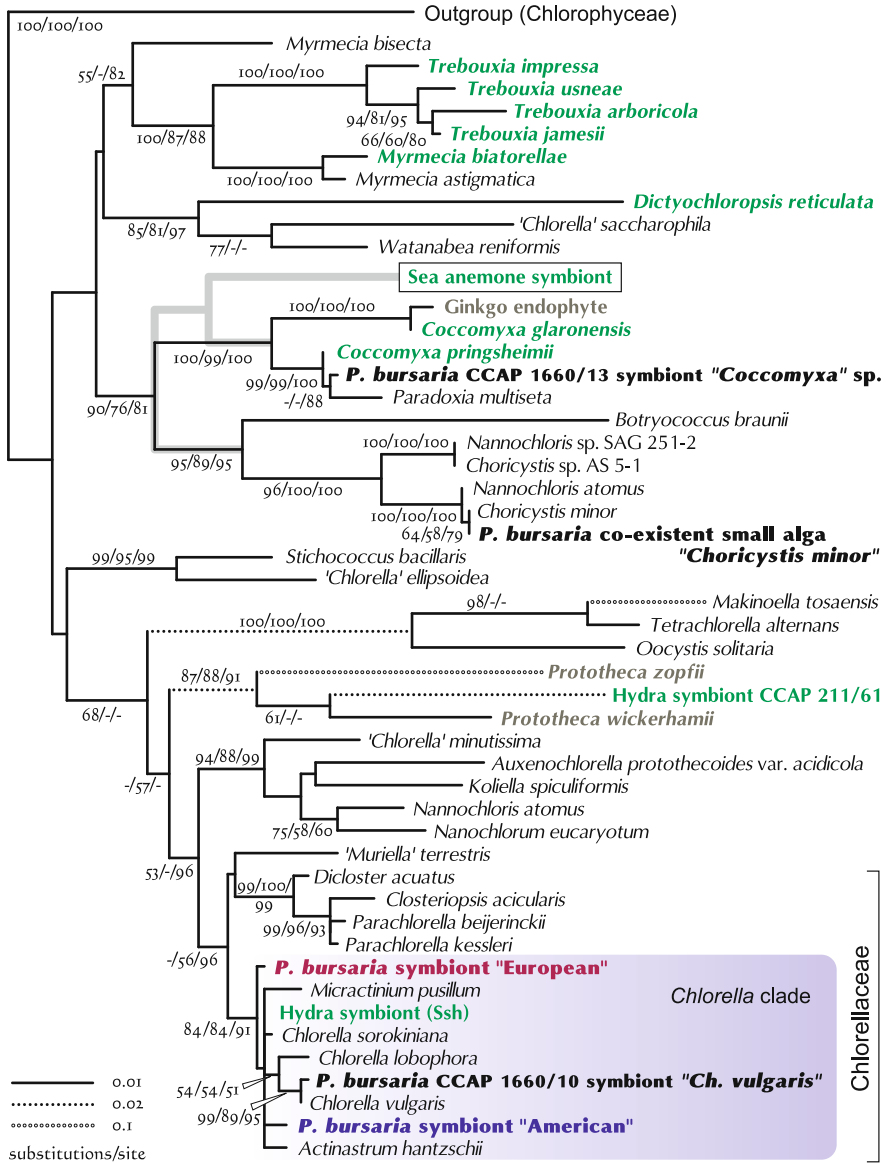 Outgroup (Chlorophyceae)
100/100/100
Myrmecia bisecta
55/-/82
100/100/100
Trebouxia impressa
Trebouxia usneae
Trebouxia arboricola
94/81/95
Trebouxia jamesii
100/87/88
66/60/80
Myrmecia biatorellae
100/100/100
Myrmecia astigmatica
Dictyochloropsis reticulata
'Chlorella' saccharophila
85/81/97
77/-/-
Watanabea reniformis
Sea anemone symbiont
100/100/100
Ginkgo endophyte
Coccomyxa glaronensis
100/99/100
Coccomyxa pringsheimii
P. bursaria CCAP 1660/13 symbiont "Coccomyxa" sp.
99/99/100
-/-/88
Paradoxia multiseta
90/76/81
Botryococcus braunii
100/100/100
Nannochloris sp. SAG 251-2
95/89/95
Choricystis sp. AS 5-1
96/100/100
Nannochloris atomus
100/100/100
Choricystis minor
64/58/79
P. bursaria co-existent small alga
"Choricystis minor"
99/95/99
Stichococcus bacillaris
'Chlorella' ellipsoidea
98/-/-
Makinoella tosaensis
100/100/100
Tetrachlorella alternans
Oocystis solitaria
87/88/91
Prototheca zopfii
Hydra symbiont CCAP 211/61
68/-/-
61/-/-
Prototheca wickerhamii
'Chlorella' minutissima
94/88/99
Auxenochlorella protothecoides var. acidicola
-/57/-
Koliella spiculiformis
Nannochloris atomus
75/58/60
Nanochlorum eucaryotum
'Muriella' terrestris
53/-/96
99/100/
99
Dicloster acuatus
Closteriopsis acicularis
99/96/93
Parachlorella beijerinckii
Parachlorella kessleri
-/56/96
P. bursaria symbiont "European"
Micractinium pusillum
Chlorella clade
Hydra symbiont (Ssh)
84/84/91
Chlorella sorokiniana
Chlorella lobophora
Chlorellaceae
54/54/51
P. bursaria CCAP 1660/10 symbiont "Ch. vulgaris"
Chlorella vulgaris
99/89/95
P. bursaria symbiont "American"
Actinastrum hantzschii
0.01
0.02
0.1
substitutions/site